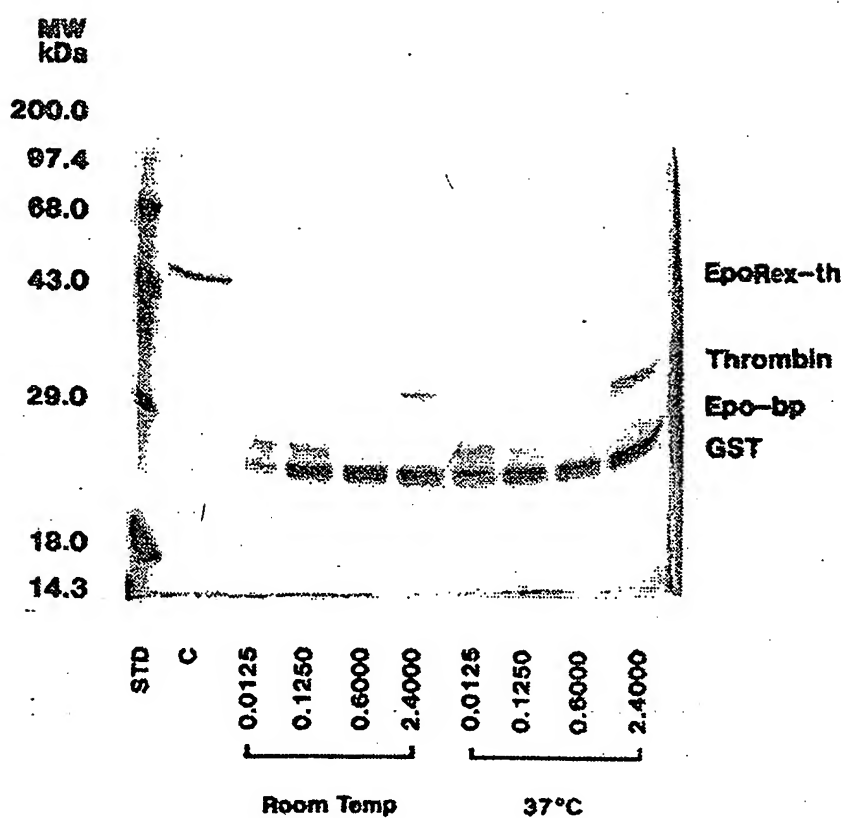 MW
kDa
200.0
97.4
68.0
43.0
29.0
18.0
14.3
EpoRex-th
Thrombin
Epo-bp
GST
STD
C
0.0125
0.1250
0.6000
2.4000
0.0125
0.1250
0.6000
2.4000
Room Temp
37°C